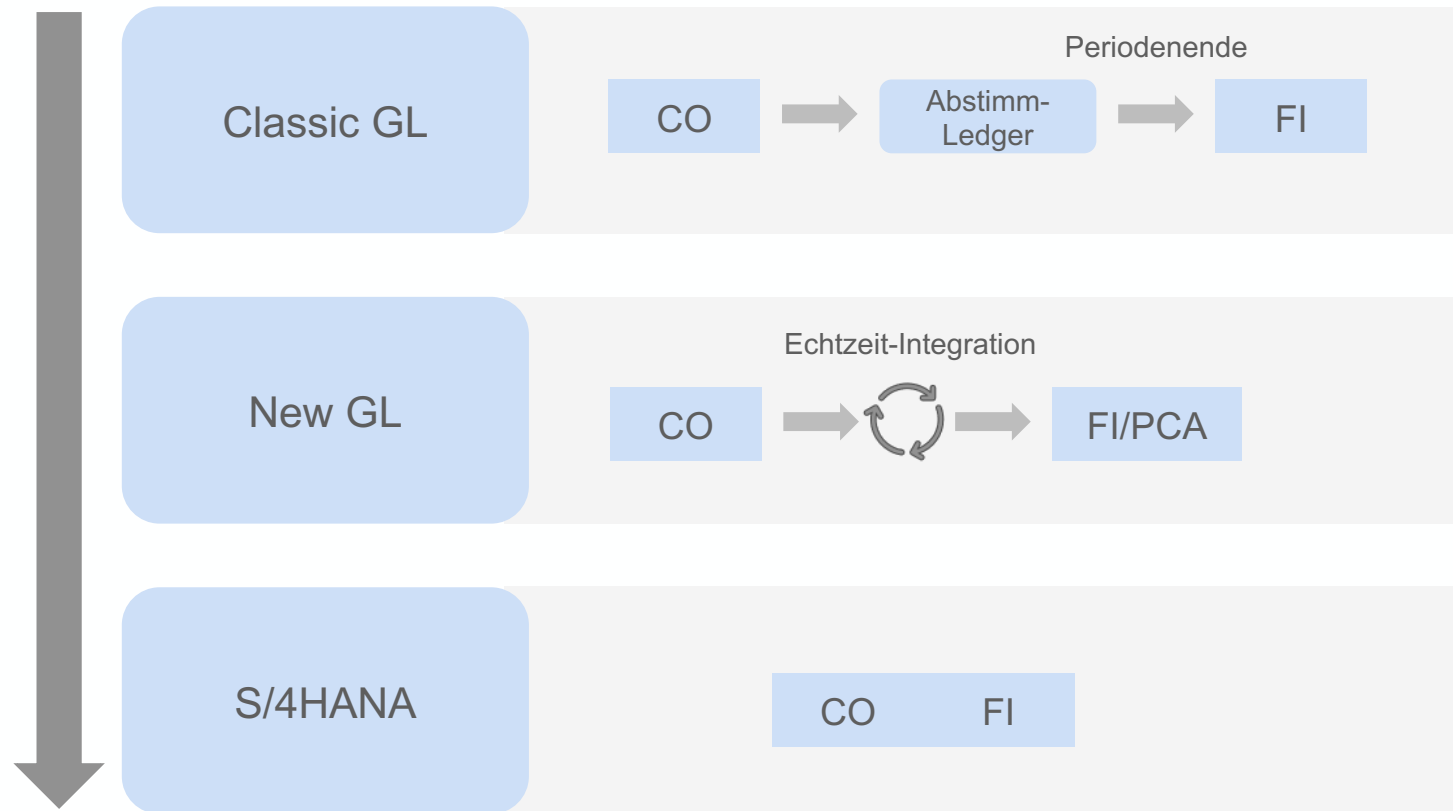 Periodenende
Classic GL
CO
Abstimm-
Ledger
FI
Echtzeit-Integration
New GL
CO
FI/PCA
S/4HANA
CO FI